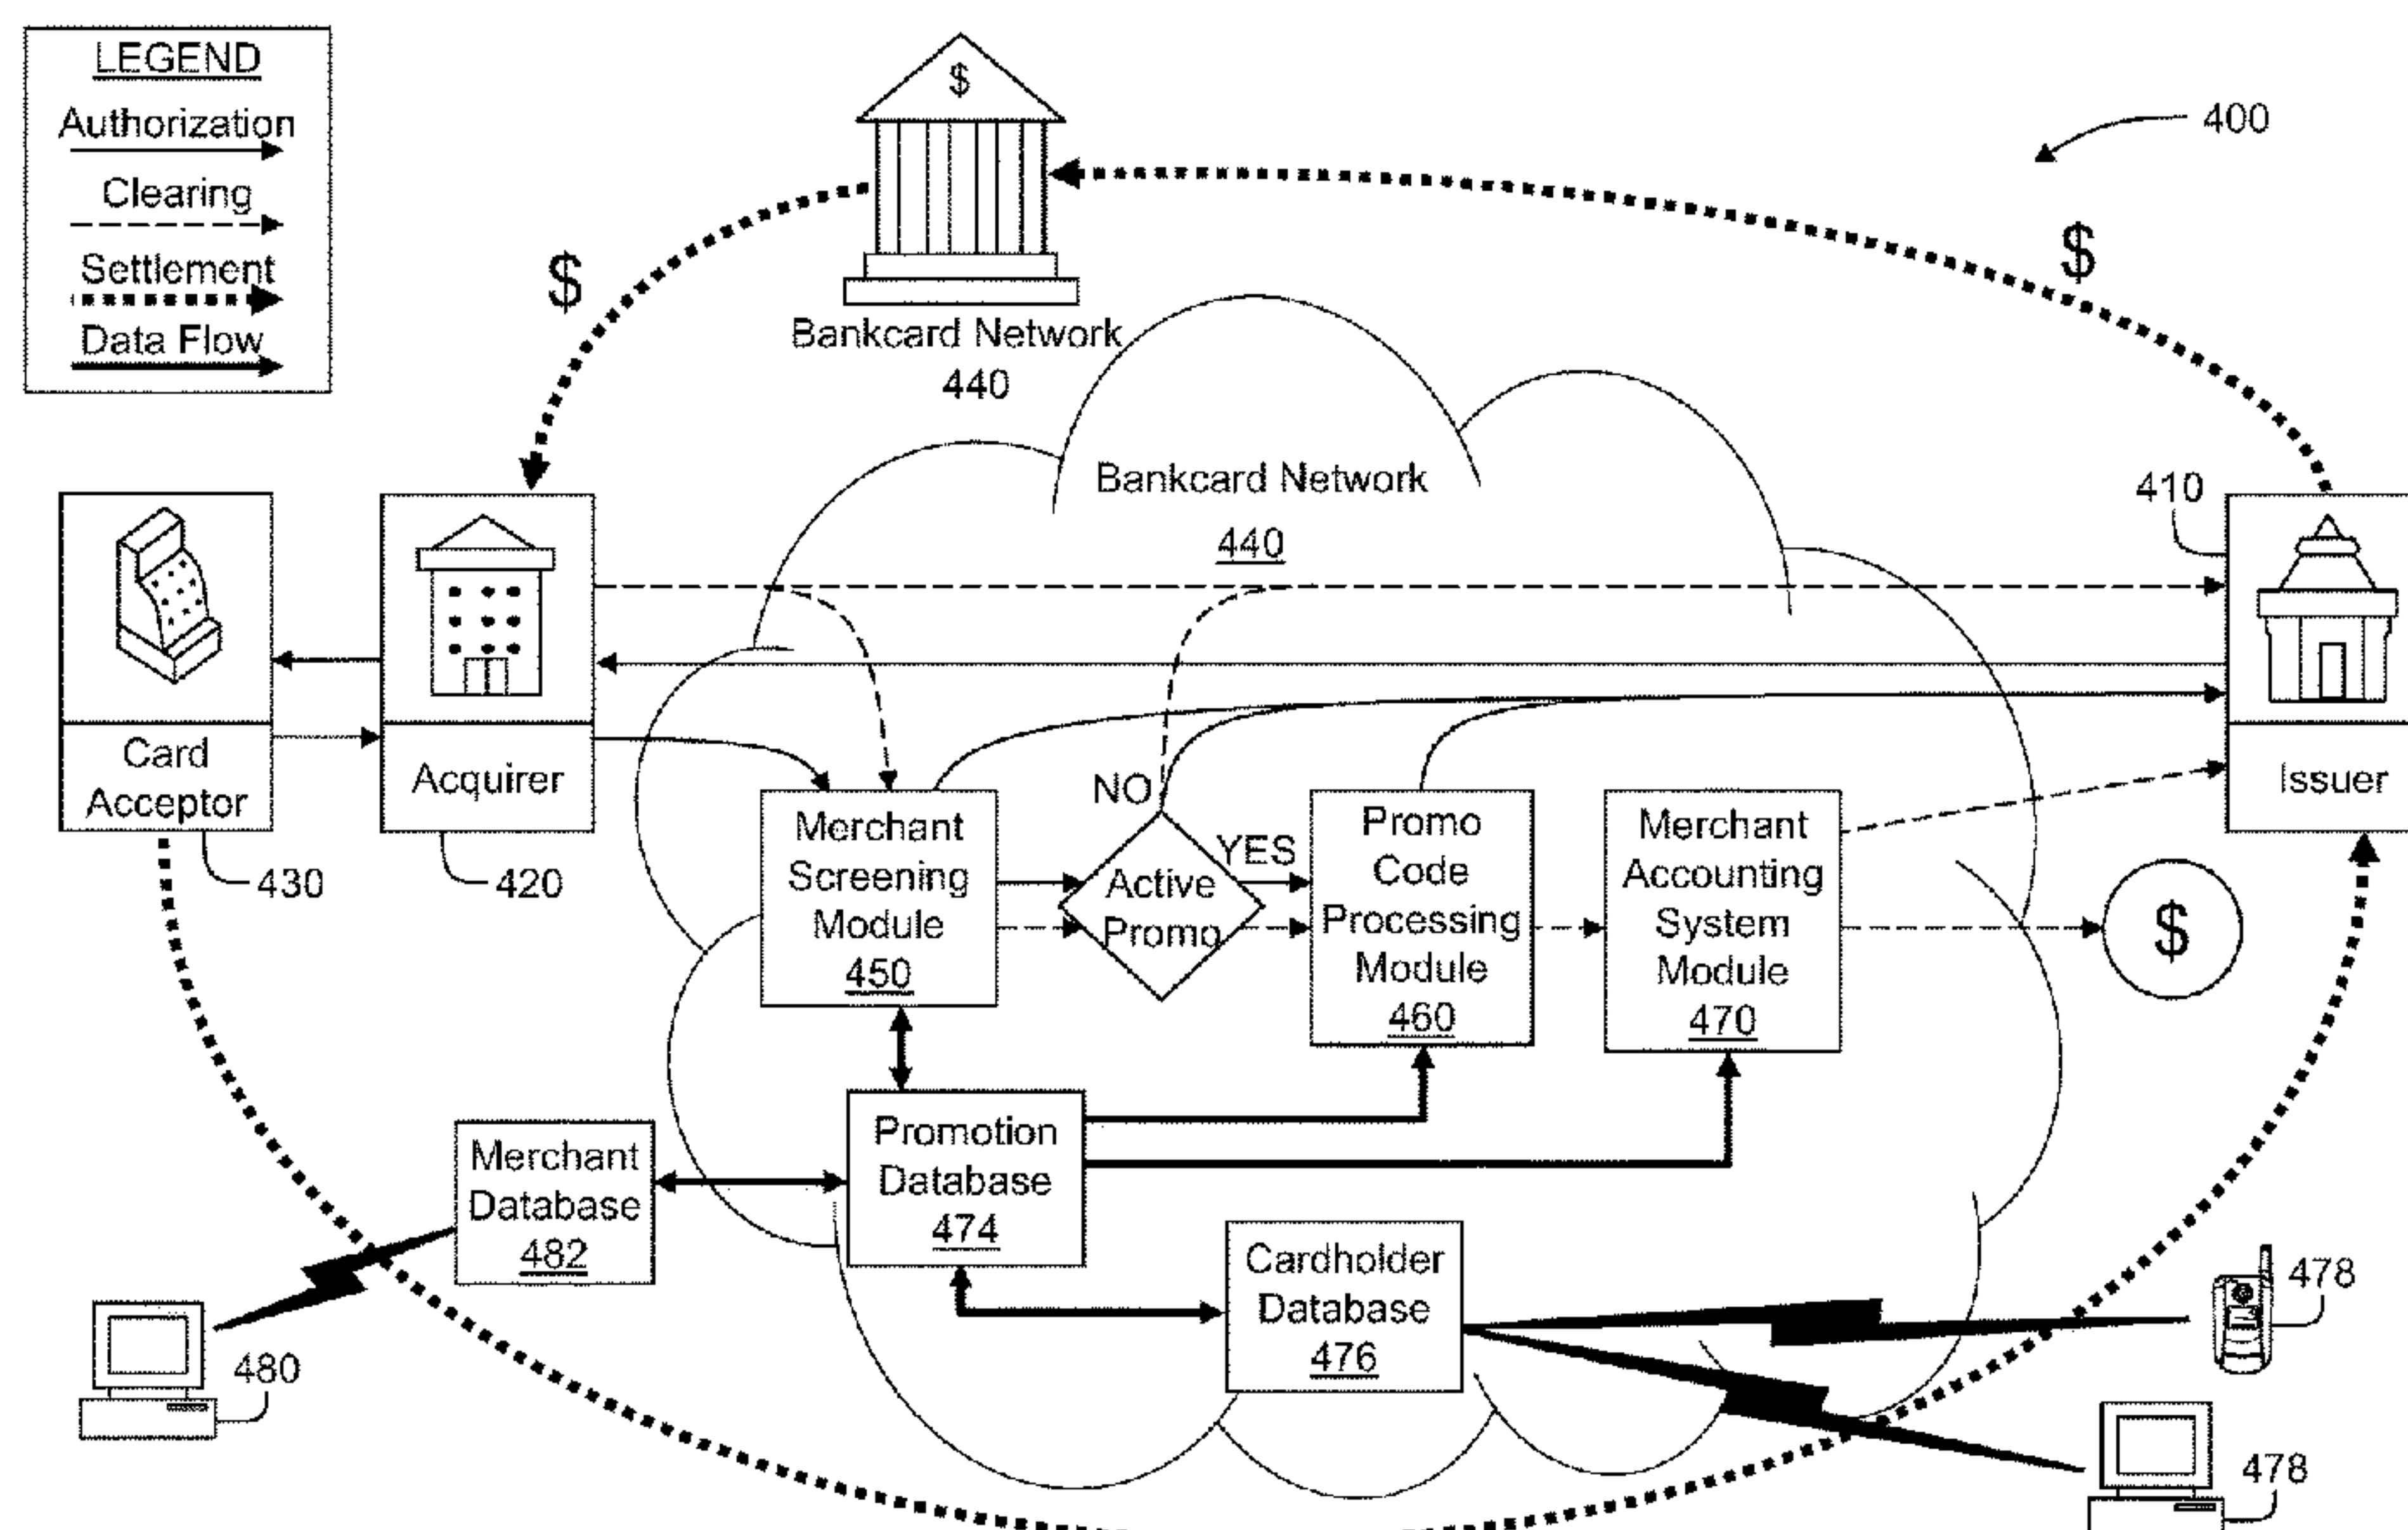 LEGEND
Authorization
Clearing
Settlement
Data Flow
$
$
$
400
Bankcard Network
440
Bankcard Network
440
410
Card
Acceptor
430
Acquirer
420
Issuer
NO
YES
Merchant
Screening
Module
450
Active
Promo
Promo
Code
Processing
Module
460
Merchant
Accounting
System
Module
470
$
Merchant
Database
482
Promotion
Database
474
Cardholder
Database
476
478
480
478